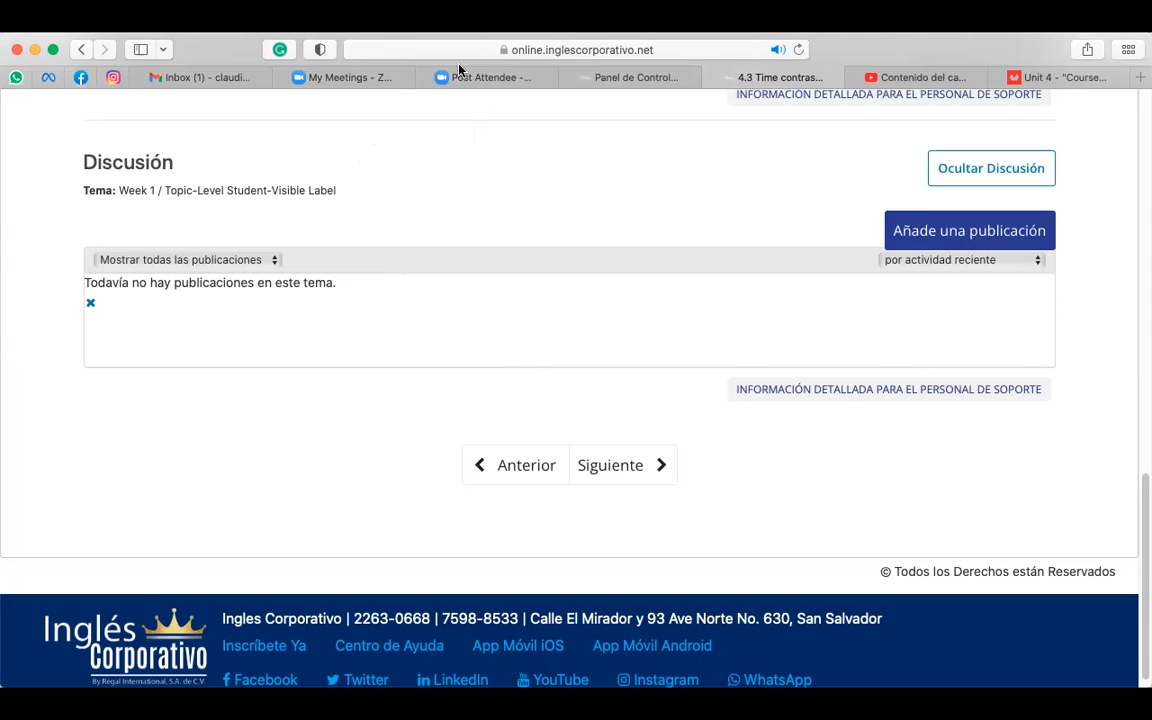 online.inglescorporativo.net
Inbox (1) – claudi...
My Meetings - Z...
Post Attendee -...
Panel de Control...
4.3 Time contras...
Contenido del ca...
Unit 4 - "Course...
INFORMACIÓN DETALLADA PARA EL PERSONAL DE SOPORTE
Discusión
Ocultar Discusión
Tema: Week 1 / Topic-Level Student-Visible Label
Añade una publicación
Mostrar todas las publicaciones
por actividad reciente
Todavía no hay publicaciones en este tema.
INFORMACIÓN DETALLADA PARA EL PERSONAL DE SOPORTE
Anterior
Siguiente
© Todos los Derechos están Reservados
Inglés Corporativo
By Regal International, S.A. de C.V.
Ingles Corporativo | 2263-0668 | 7598-8533 | Calle El Mirador y 93 Ave Norte No. 630, San Salvador
Inscríbete Ya
Centro de Ayuda
App Móvil iOS
App Móvil Android
Facebook
Twitter
LinkedIn
YouTube
Instagram
WhatsApp